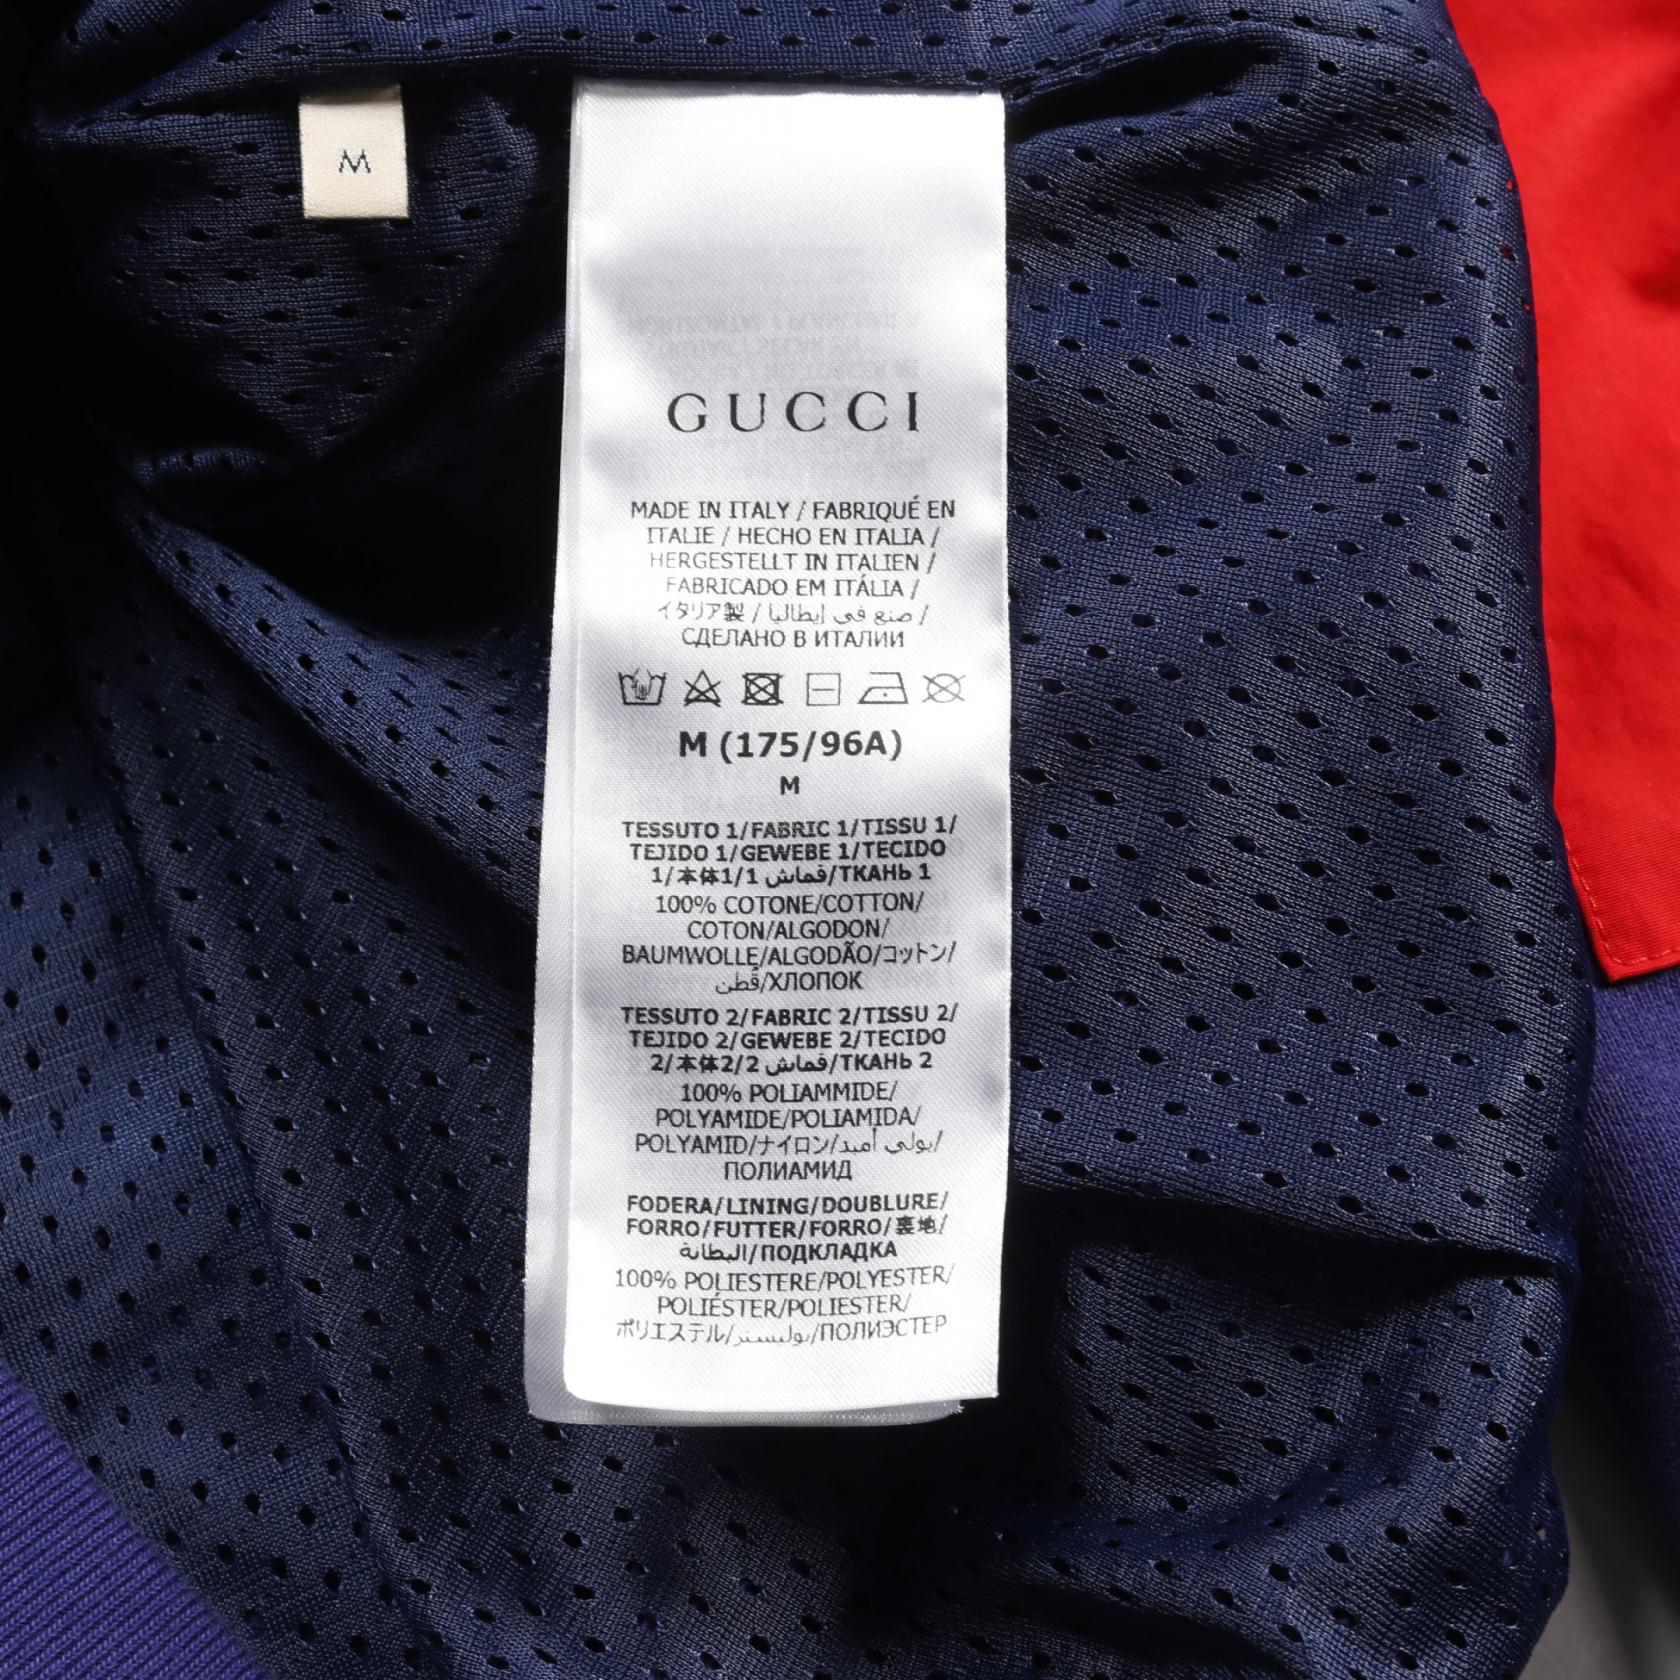 M
GUCCI
MADE IN ITALY / FABRIQUÉ EN
ITALIE / HECHO EN ITALIA /
HERGESTELLT IN ITALIEN /
FABRICADO EM ITÁLIA /
イタリア製 / صنع في إيطاليا /
СДЕЛАНО В ИТАЛИИ
M (175/96A)
M
TESSUTO 1/FABRIC 1/TISSU 1/
TEJIDO 1/GEWEBE 1/TECIDO
1/本体1/قماش 1/ТКАНЬ 1
100% COTONE/COTTON/
COTON/ALGODON/
BAUMWOLLE/ALGODÃO/コットン/
قطن/ХЛОПОК
TESSUTO 2/FABRIC 2/TISSU 2/
TEJIDO 2/GEWEBE 2/TECIDO
2/本体2/قماش 2/ТКАНЬ 2
100% POLIAMMIDE/
POLYAMIDE/POLIAMIDA/
POLYAMID/ナイロン/بولي أميد/
ПОЛИАМИД
FODERA/LINING/DOUBLURE/
FORRO/FUTTER/FORRO/裏地/
البطانة/ПОДКЛАДКА
100% POLIESTERE/POLYESTER/
POLIÉSTER/POLIESTER/
ポリエステル/بوليستر/ПОЛИЭСТЕР